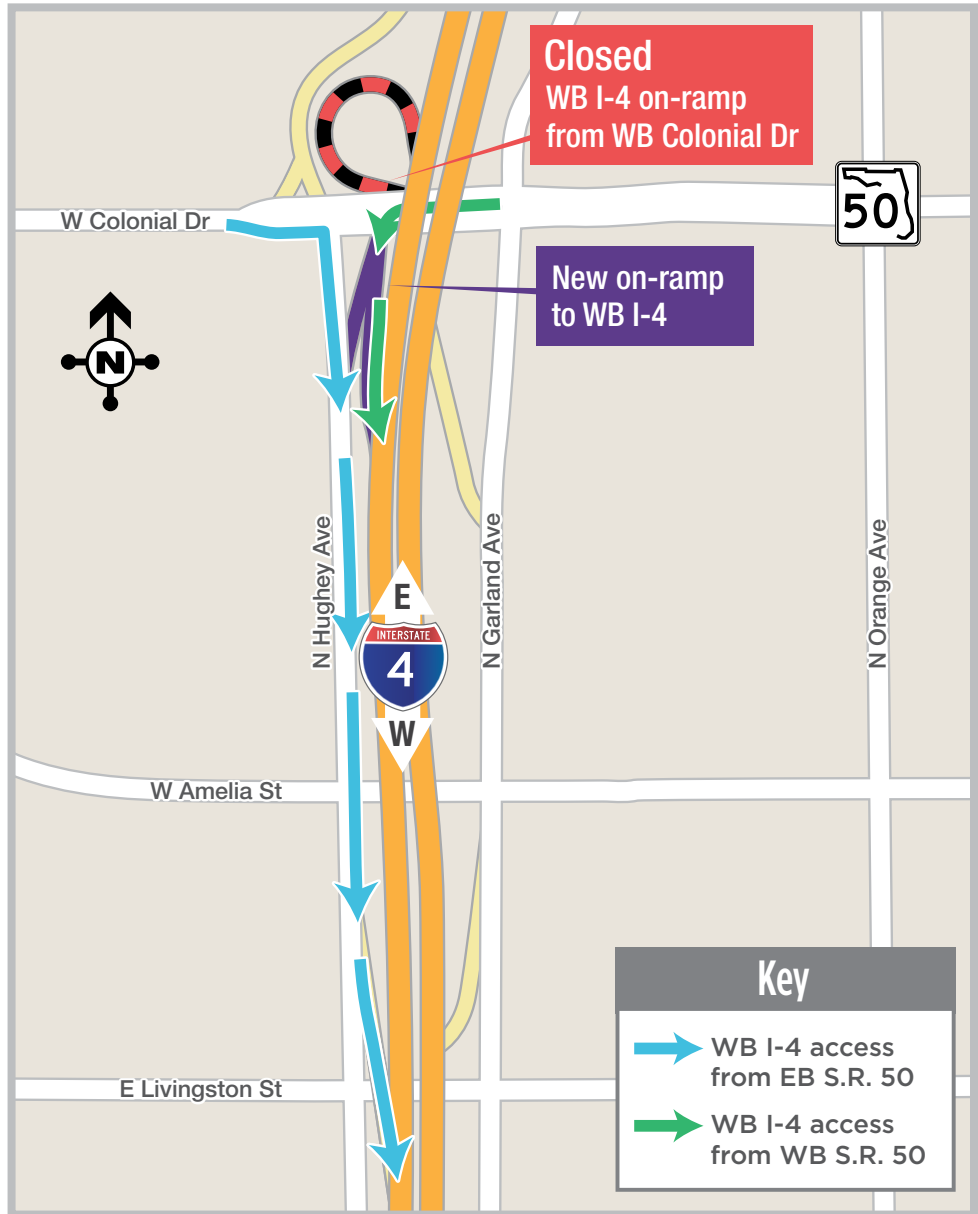 Closed
WB I-4 on-ramp
from WB Colonial Dr
50
W Colonial Dr
New on-ramp
to WB I-4
N
N Hughey Ave
N Garland Ave
N Orange Ave
E
INTERSTATE
4
W
W Amelia St
Key
WB I-4 access
from EB S.R. 50
WB I-4 access
from WB S.R. 50
E Livingston St